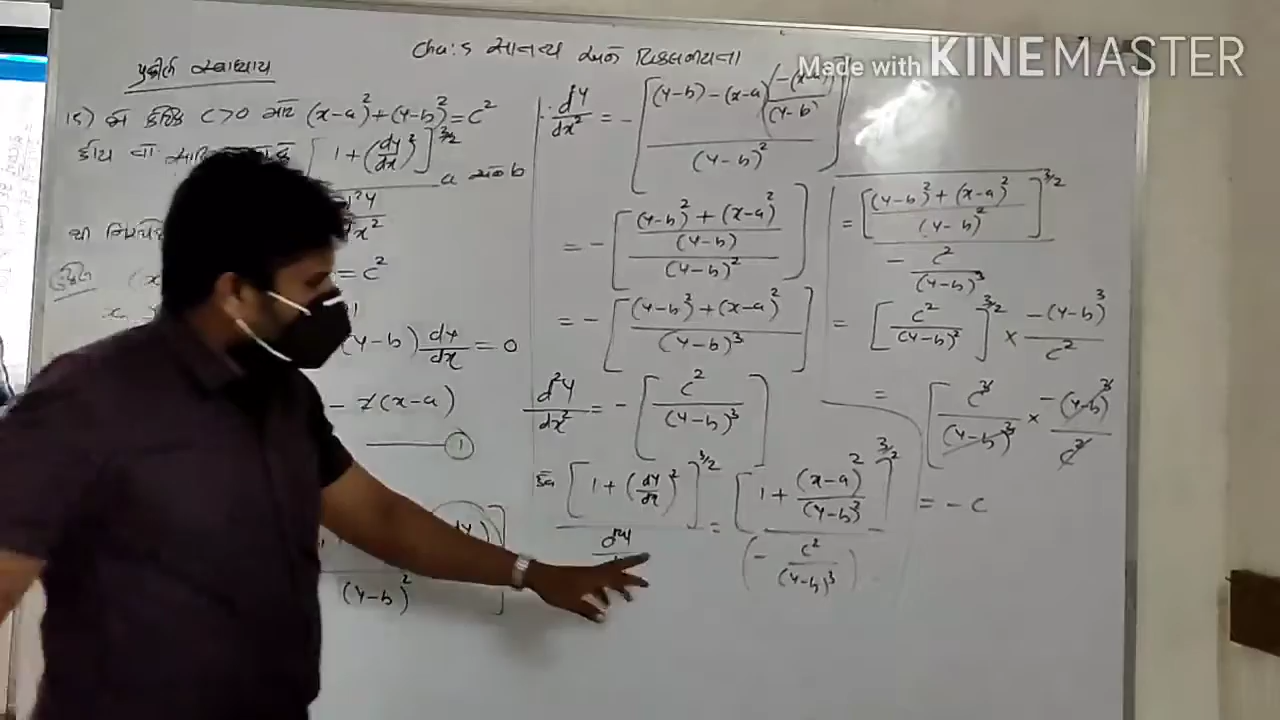 Made with KINEMASTER
Cha: 5 સાતત્ય અને વિકલનીયતા
પ્રકીર્ણ સ્વાધ્યાય
15) જો કોઈક C>0 માટે (x-a)² + (y-b)² = c²
હોય તો [1 + (dy/dx)²]^3/2
a અને b
d²y/dx²
ઉકેલ (x = c²
(y-b) dy/dx = 0
- 2(x-a)
①
(y-b)²
∴ d²y/dx² = - [((y-b) - (x-a)(-(x-a)/(y-b)))/(y-b)²]
= - [(((y-b)² + (x-a)²)/(y-b))/(y-b)²]
= - [((y-b)² + (x-a)²)/(y-b)³]
d²y/dx² = - [c²/(y-b)³]
હવે [1 + (dy/dx)²]^3/2 / d²y = [1 + (x-a)²/(y-b)²]^3/2 / (- c²/(y-b)³)
= [((y-b)² + (x-a)²)/(y-b)²]^3/2 / - c²/(y-b)³
= [c²/(y-b)²]^3/2 × -(y-b)³/c²
= [c³/(y-b)³ × -(y-b)³/c²
= - c